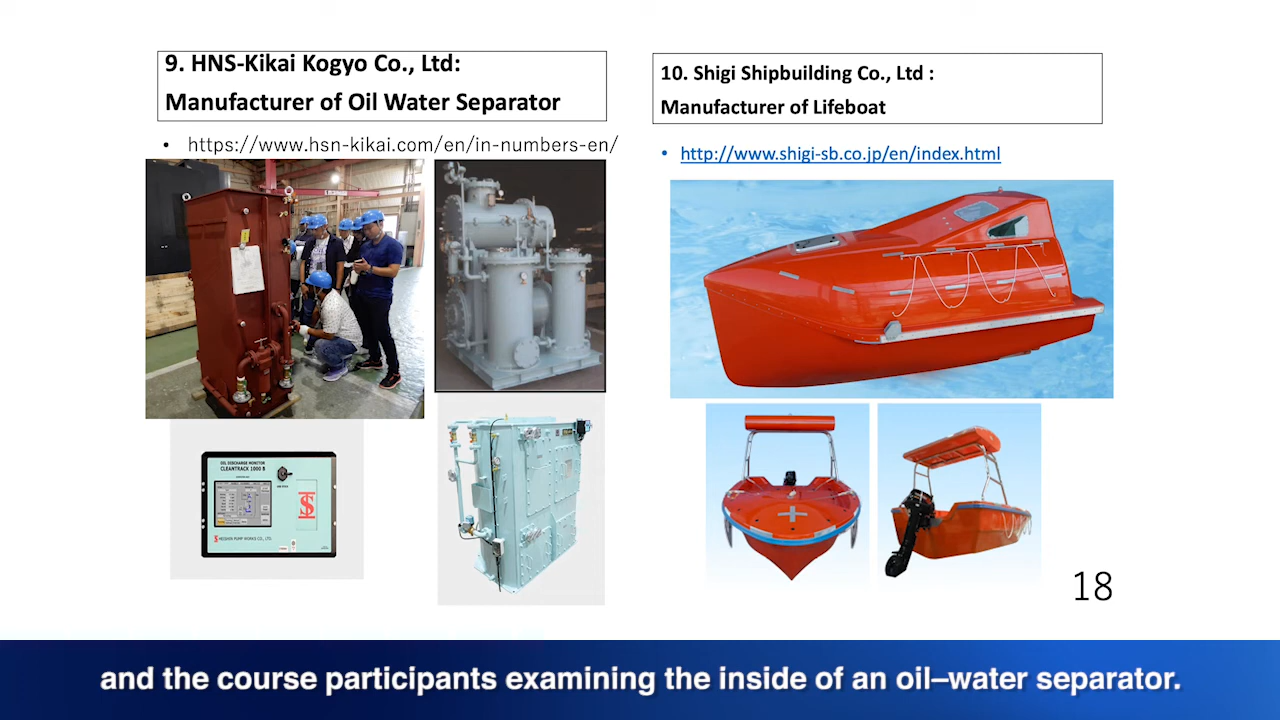 9. HNS-Kikai Kogyo Co., Ltd:
Manufacturer of Oil Water Separator
• https://www.hsn-kikai.com/en/in-numbers-en/
10. Shigi Shipbuilding Co., Ltd :
Manufacturer of Lifeboat
• http://www.shigi-sb.co.jp/en/index.html
OIL DISCHARGE MONITOR
CLEANTRACK 1000 B
HEISHIN PUMP WORKS CO., LTD.
18
and the course participants examining the inside of an oil–water separator.